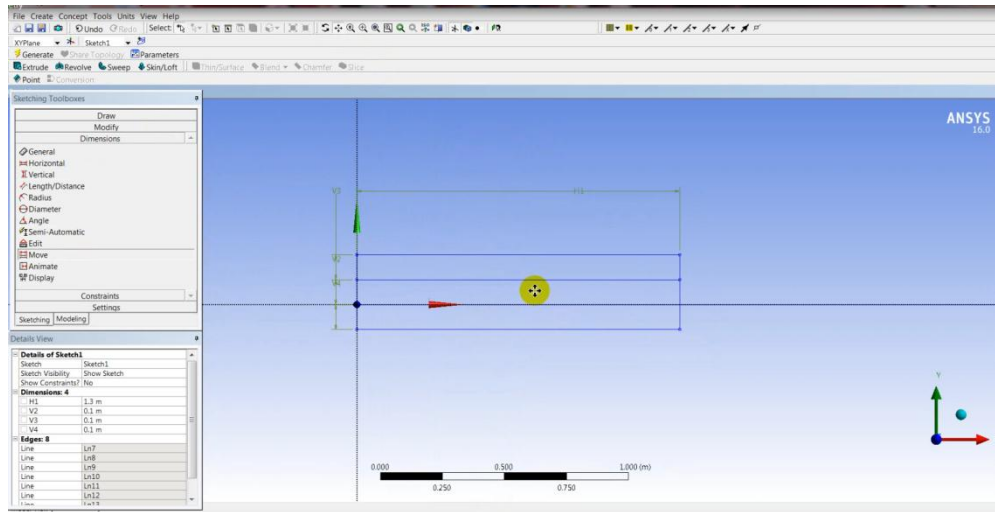 File Create Concept Tools Units View Help
Undo Redo Select:
XYPlane Sketch1
Generate Share Topology Parameters
Extrude Revolve Sweep Skin/Loft Thin/Surface Blend Chamfer Slice
Point Conversion
Sketching Toolboxes
Draw
Modify
Dimensions
General
Horizontal
Vertical
Length/Distance
Radius
Diameter
Angle
Semi-Automatic
Edit
Move
Animate
Display
Constraints
Settings
Sketching Modeling
Details View
Details of Sketch1
Sketch Sketch1
Sketch Visibility Show Sketch
Show Constraints? No
Dimensions: 4
H1 1.3 m
V2 0.1 m
V3 0.1 m
V4 0.1 m
Edges: 8
Line Ln7
Line Ln8
Line Ln9
Line Ln10
Line Ln11
Line Ln12
Line Ln13
ANSYS
16.0
V3
H1
V2
V4
Y
0.000 0.500 1.000 (m)
0.250 0.750